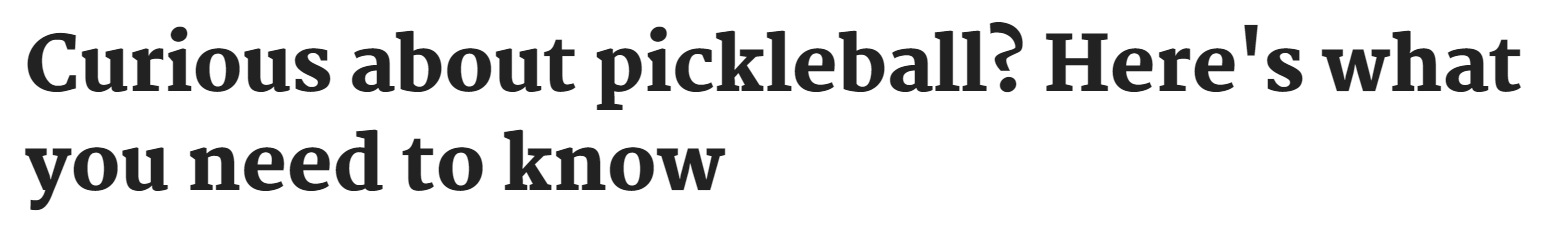 Curious about pickleball? Here's what
you need to know